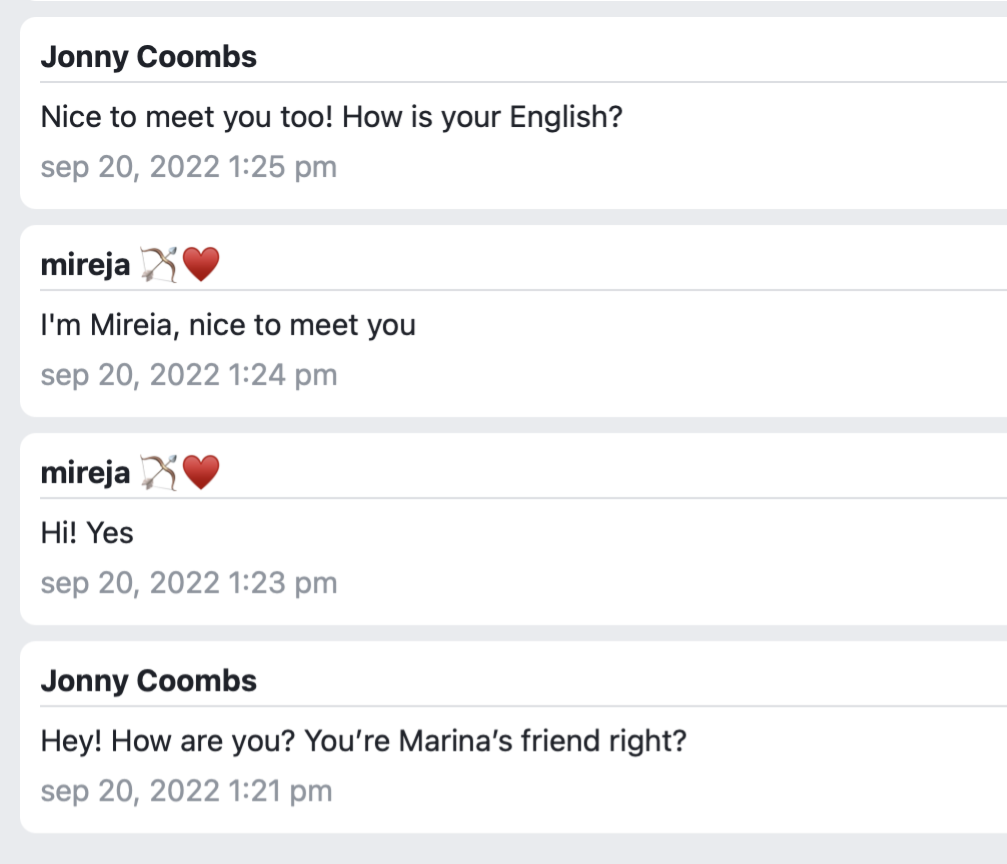 Jonny Coombs
Nice to meet you too! How is your English?
sep 20, 2022 1:25 pm
mireja 🏹♥️
I'm Mireia, nice to meet you
sep 20, 2022 1:24 pm
mireja 🏹♥️
Hi! Yes
sep 20, 2022 1:23 pm
Jonny Coombs
Hey! How are you? You’re Marina’s friend right?
sep 20, 2022 1:21 pm